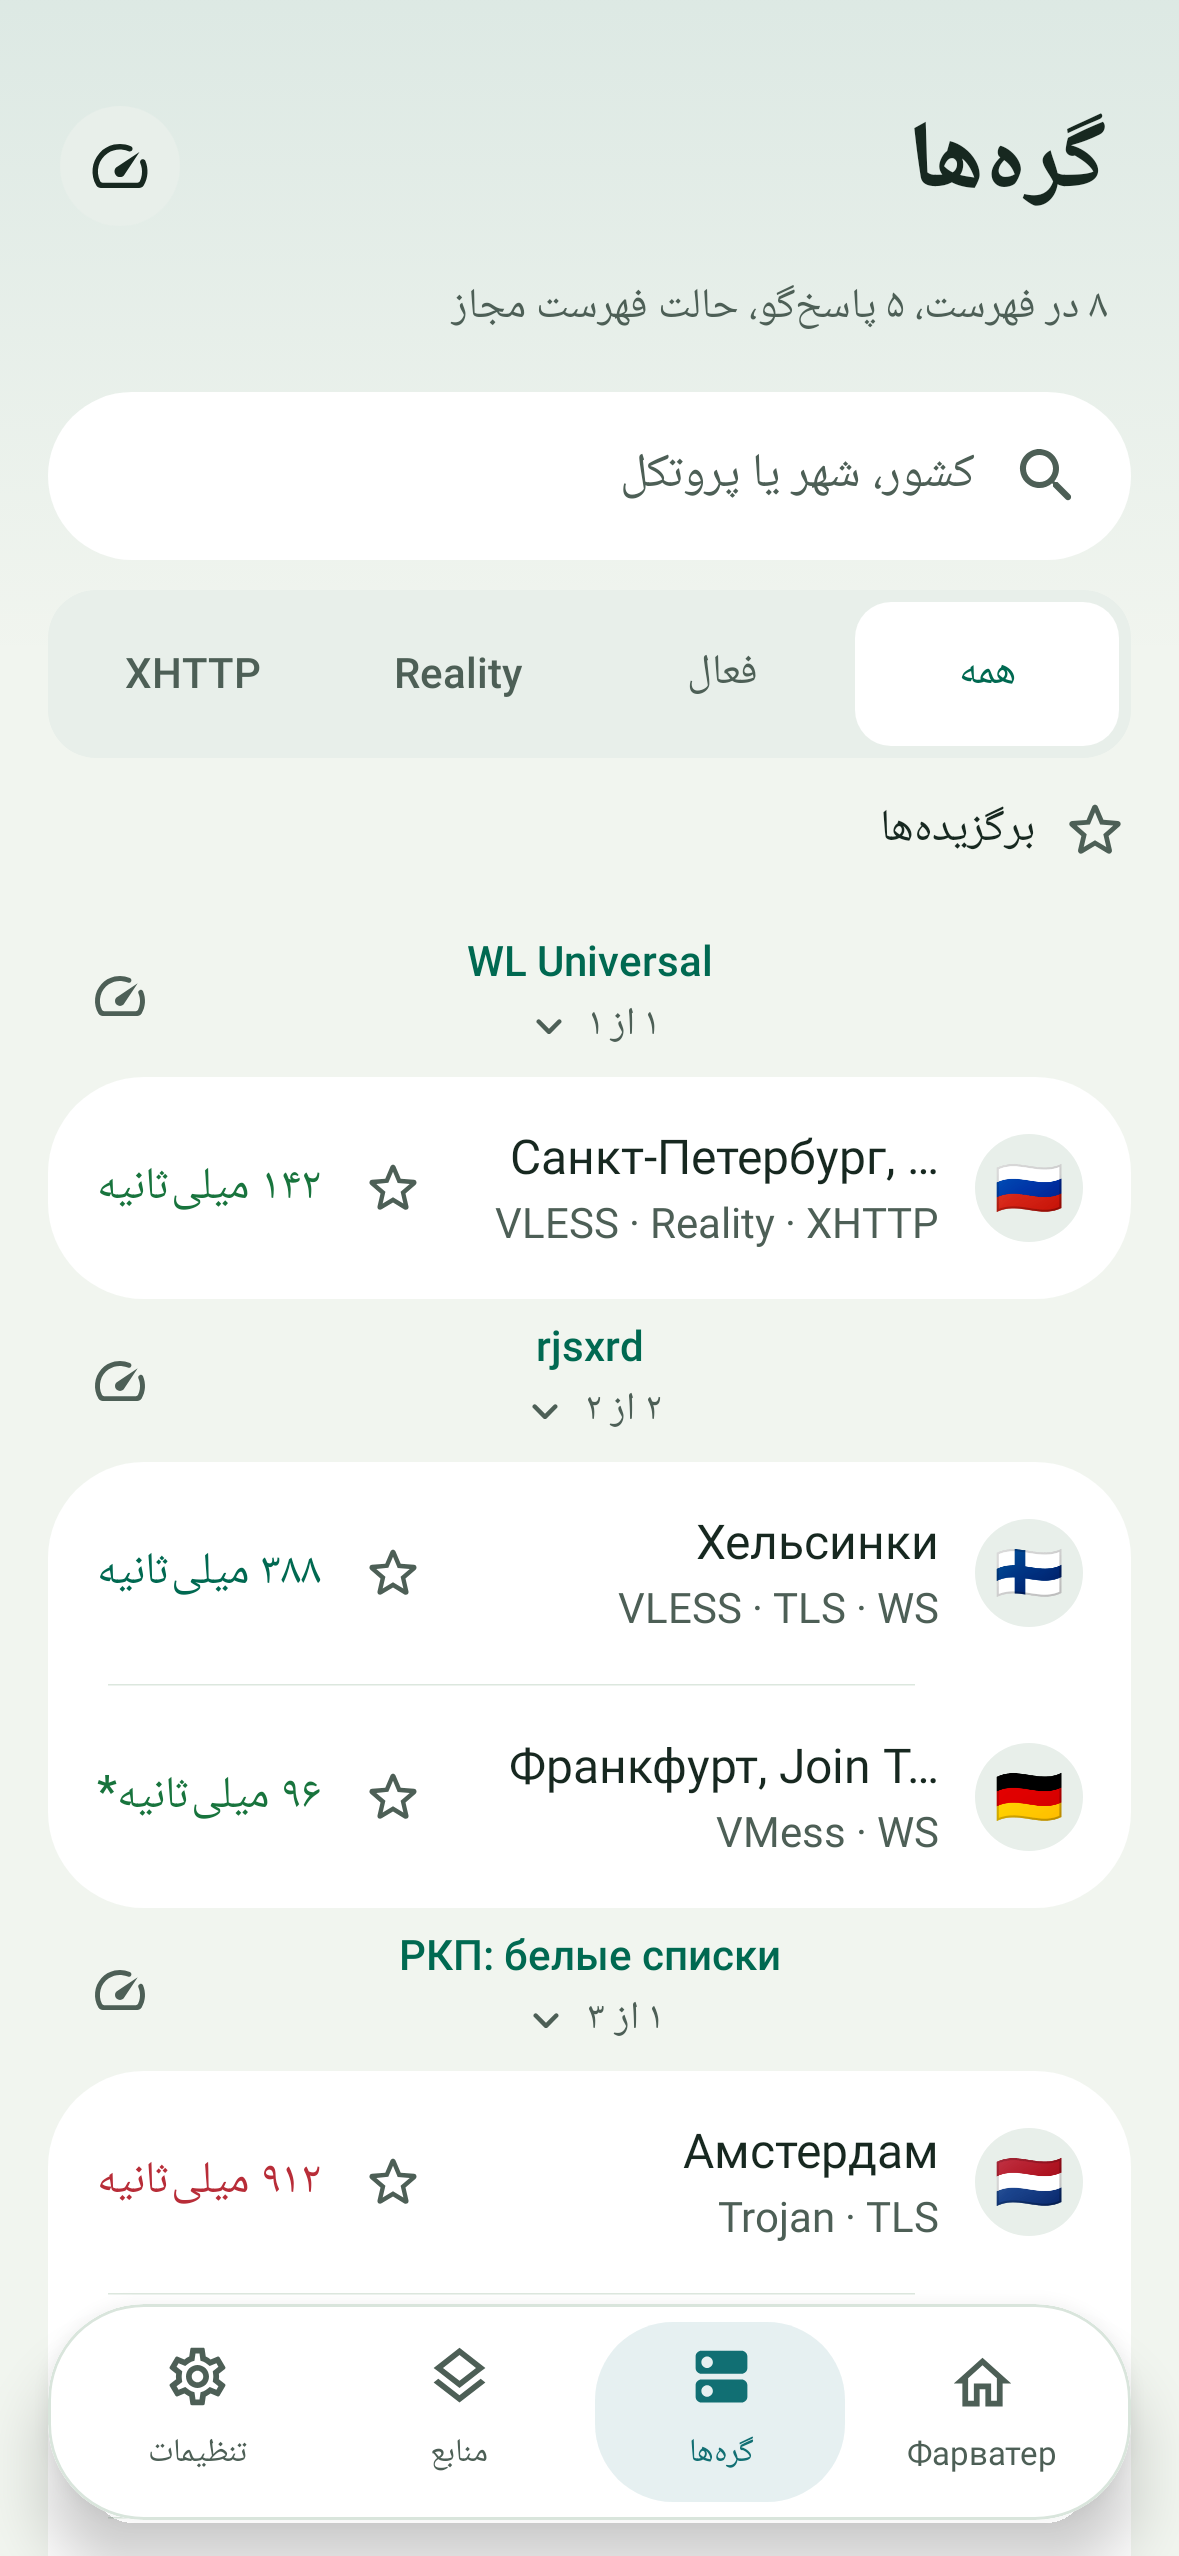 گره‌ها
۸ در فهرست، ۵ پاسخ‌گو، حالت فهرست مجاز
کشور، شهر یا پروتکل
همه
فعال
Reality
XHTTP
برگزیده‌ها
WL Universal
۱ از ۱
Санкт-Петербург, …
VLESS · Reality · XHTTP
۱۴۲ میلی‌ثانیه
rjsxrd
۲ از ۲
Хельсинки
VLESS · TLS · WS
۳۸۸ میلی‌ثانیه
Франкфурт, Join T…
VMess · WS
۹۶ میلی‌ثانیه*
РКП: белые списки
۱ از ۳
Амстердам
Trojan · TLS
۹۱۲ میلی‌ثانیه
Фарватер
گره‌ها
منابع
تنظیمات